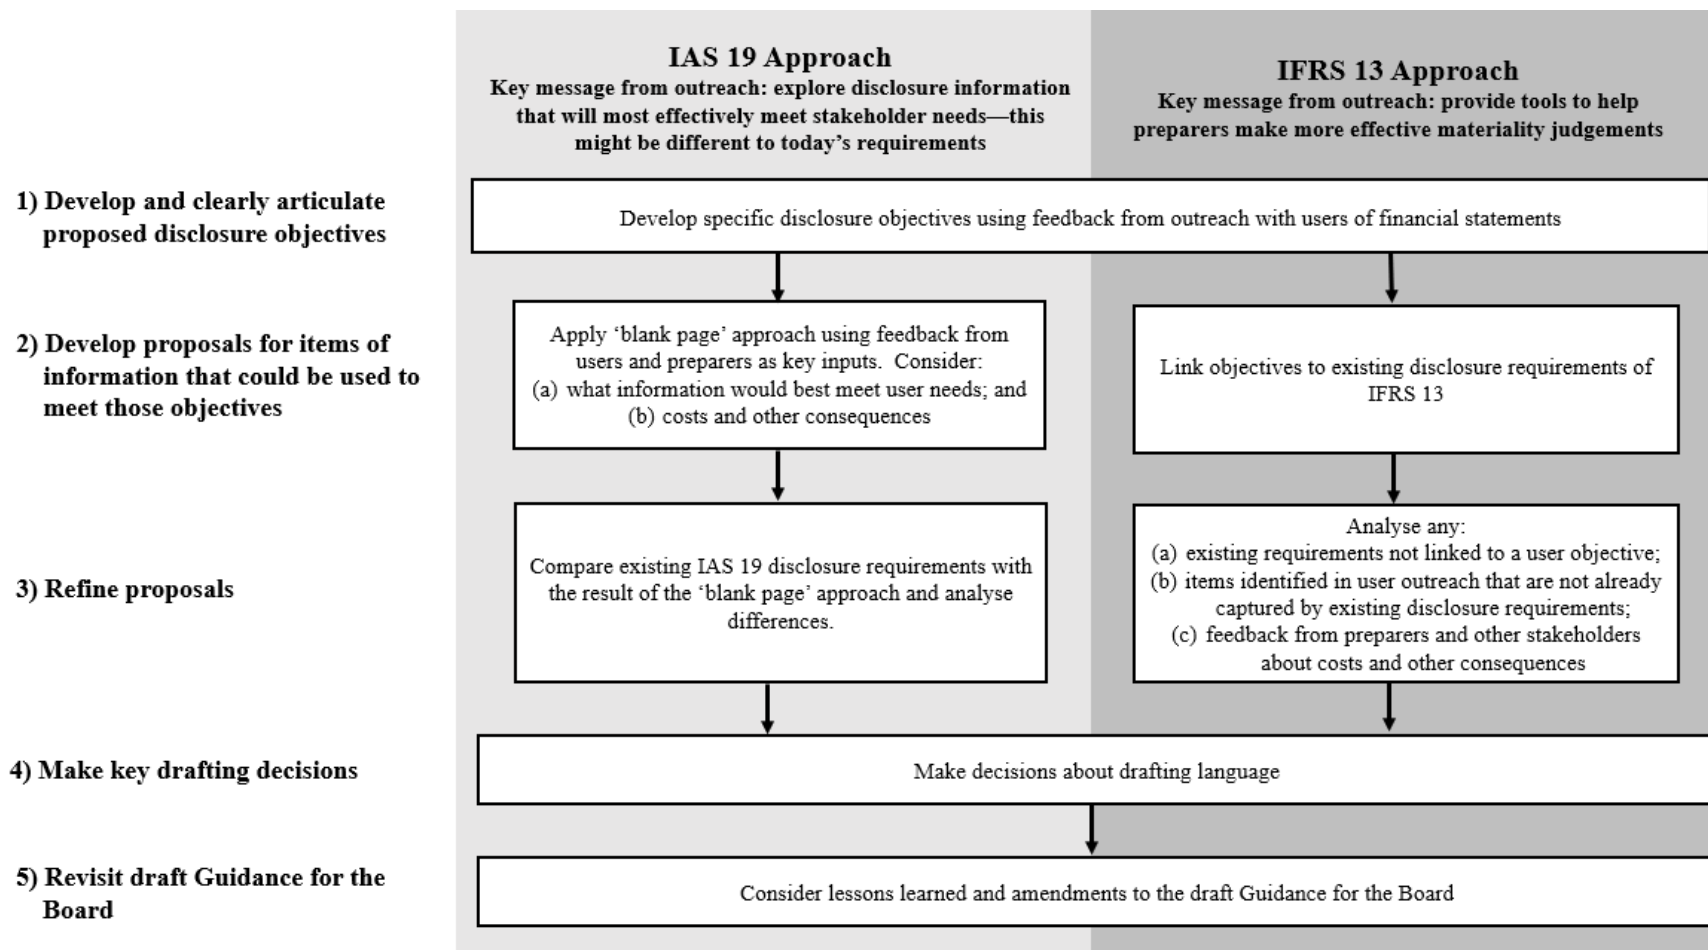 IAS 19 Approach
Key message from outreach: explore disclosure information
that will most effectively meet stakeholder needs—this
might be different to today's requirements
IFRS 13 Approach
Key message from outreach: provide tools to help
preparers make more effective materiality judgements
1) Develop and clearly articulate
proposed disclosure objectives
Develop specific disclosure objectives using feedback from outreach with users of financial statements
2) Develop proposals for items of
information that could be used to
meet those objectives
Apply ‘blank page’ approach using feedback from
users and preparers as key inputs. Consider:
(a) what information would best meet user needs; and
(b) costs and other consequences
Link objectives to existing disclosure requirements of
IFRS 13
3) Refine proposals
Compare existing IAS 19 disclosure requirements with
the result of the ‘blank page’ approach and analyse
differences.
Analyse any:
(a) existing requirements not linked to a user objective;
(b) items identified in user outreach that are not already
captured by existing disclosure requirements;
(c) feedback from preparers and other stakeholders
about costs and other consequences
4) Make key drafting decisions
Make decisions about drafting language
5) Revisit draft Guidance for the
Board
Consider lessons learned and amendments to the draft Guidance for the Board